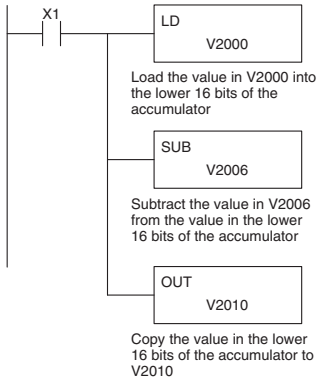 X1
LD
V2000
Load the value in V2000 into
the lower 16 bits of the
accumulator
SUB
V2006
Subtract the value in V2006
from the value in the lower
16 bits of the accumulator
OUT
V2010
Copy the value in the lower
16 bits of the accumulator to
V2010